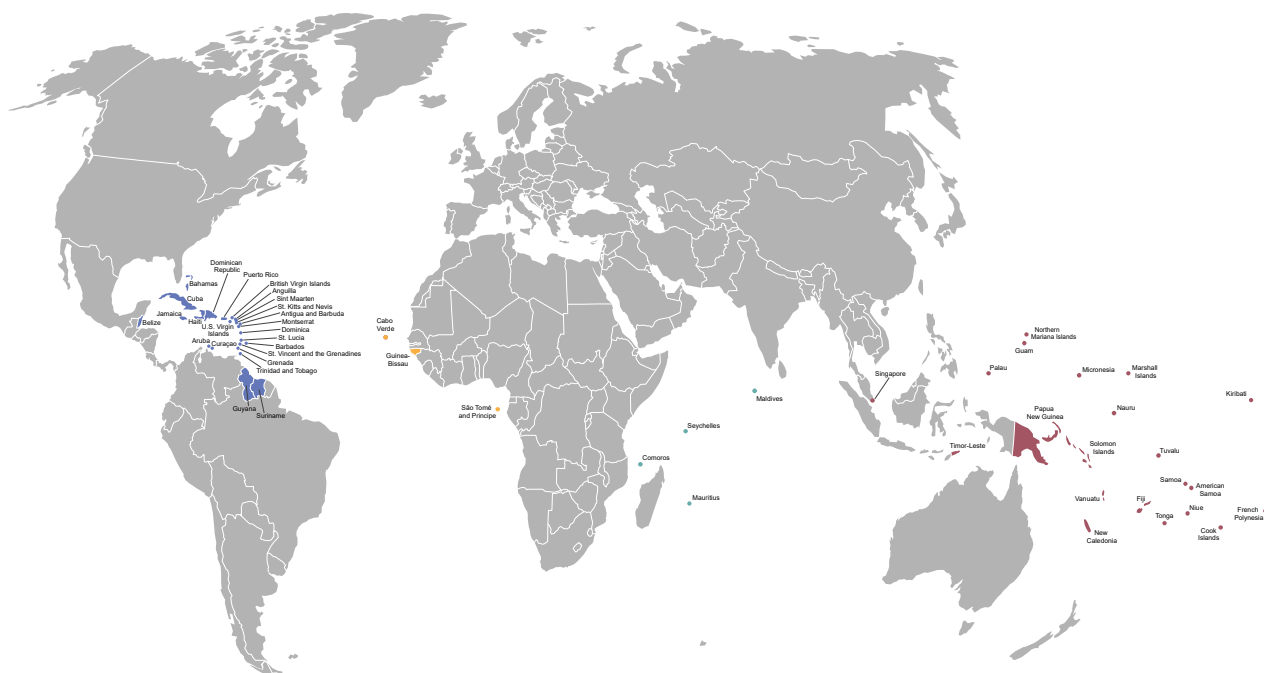 Dominican
Republic
Puerto Rico
Bahamas
British Virgin Islands
Anguilla
Cuba
Sint Maarten
St. Kitts and Nevis
Jamaica
Antigua and Barbuda
Haiti
Montserrat
Belize
U.S. Virgin
Islands
Dominica
St. Lucia
Aruba
Curaçao
Barbados
St. Vincent and the Grenadines
Grenada
Trinidad and Tobago
Guyana
Suriname
Cabo
Verde
Guinea-
Bissau
São Tomé
and Príncipe
Maldives
Seychelles
Comoros
Mauritius
Singapore
Timor-Leste
Northern
Mariana Islands
Guam
Palau
Micronesia
Marshall
Islands
Kiribati
Papua
New Guinea
Nauru
Solomon
Islands
Tuvalu
Samoa
American
Samoa
Vanuatu
Fiji
Niue
Tonga
French
Polynesia
Cook
Islands
New
Caledonia